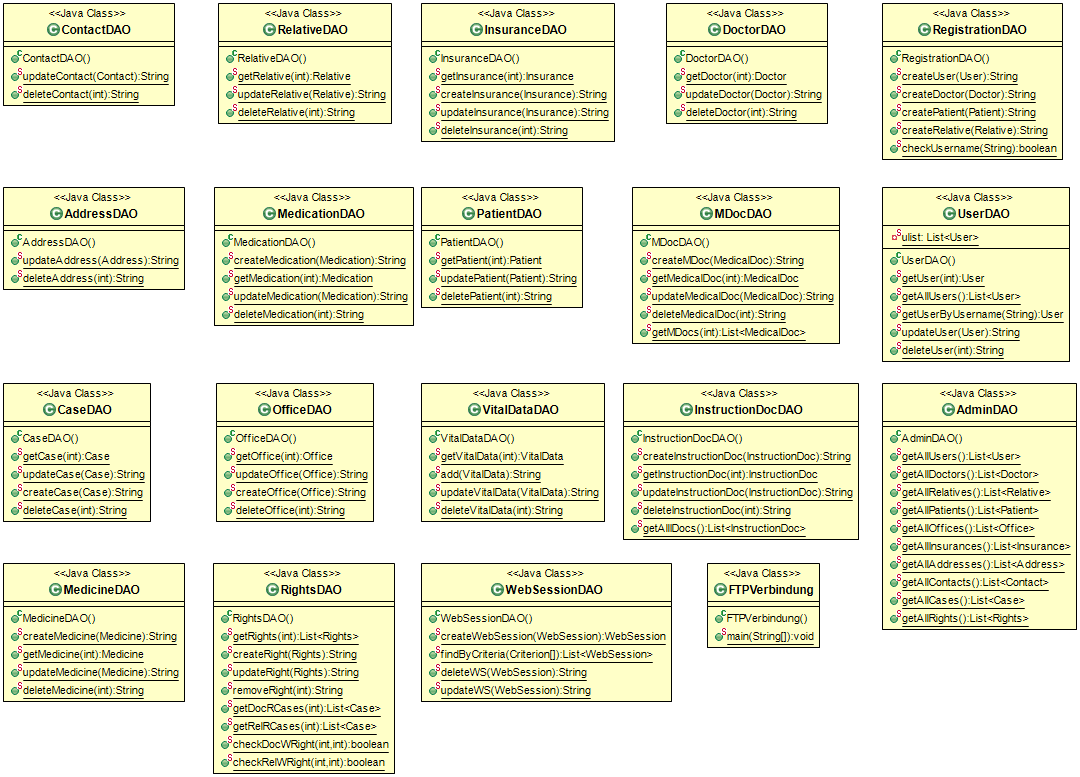 <<Java Class>>
ContactDAO
ContactDAO()
updateContact(Contact):String
deleteContact(int):String
<<Java Class>>
RelativeDAO
RelativeDAO()
getRelative(int):Relative
updateRelative(Relative):String
deleteRelative(int):String
<<Java Class>>
InsuranceDAO
InsuranceDAO()
getInsurance(int):Insurance
createInsurance(Insurance):String
updateInsurance(Insurance):String
deleteInsurance(int):String
<<Java Class>>
DoctorDAO
DoctorDAO()
getDoctor(int):Doctor
updateDoctor(Doctor):String
deleteDoctor(int):String
<<Java Class>>
RegistrationDAO
RegistrationDAO()
createUser(User):String
createDoctor(Doctor):String
createPatient(Patient):String
createRelative(Relative):String
checkUsername(String):boolean
<<Java Class>>
AddressDAO
AddressDAO()
updateAddress(Address):String
deleteAddress(int):String
<<Java Class>>
MedicationDAO
MedicationDAO()
createMedication(Medication):String
getMedication(int):Medication
updateMedication(Medication):String
deleteMedication(int):String
<<Java Class>>
PatientDAO
PatientDAO()
getPatient(int):Patient
updatePatient(Patient):String
deletePatient(int):String
<<Java Class>>
MDocDAO
MDocDAO()
createMDoc(MedicalDoc):String
getMedicalDoc(int):MedicalDoc
updateMedicalDoc(MedicalDoc):String
deleteMedicalDoc(int):String
getMDocs(int):List<MedicalDoc>
<<Java Class>>
UserDAO
ulist: List<User>
UserDAO()
getUser(int):User
getAllUsers():List<User>
getUserByUsername(String):User
updateUser(User):String
deleteUser(int):String
<<Java Class>>
CaseDAO
CaseDAO()
getCase(int):Case
updateCase(Case):String
createCase(Case):String
deleteCase(int):String
<<Java Class>>
OfficeDAO
OfficeDAO()
getOffice(int):Office
updateOffice(Office):String
createOffice(Office):String
deleteOffice(int):String
<<Java Class>>
VitalDataDAO
VitalDataDAO()
getVitalData(int):VitalData
add(VitalData):String
updateVitalData(VitalData):String
deleteVitalData(int):String
<<Java Class>>
InstructionDocDAO
InstructionDocDAO()
createInstructionDoc(InstructionDoc):String
getInstructionDoc(int):InstructionDoc
updateInstructionDoc(InstructionDoc):String
deleteInstructionDoc(int):String
getAllIDocs():List<InstructionDoc>
<<Java Class>>
AdminDAO
AdminDAO()
getAllUsers():List<User>
getAllDoctors():List<Doctor>
getAllRelatives():List<Relative>
getAllPatients():List<Patient>
getAllOffices():List<Office>
getAllInsurances():List<Insurance>
getAllAddresses():List<Address>
getAllContacts():List<Contact>
getAllCases():List<Case>
getAllRights():List<Rights>
<<Java Class>>
MedicineDAO
MedicineDAO()
createMedicine(Medicine):String
getMedicine(int):Medicine
updateMedicine(Medicine):String
deleteMedicine(int):String
<<Java Class>>
RightsDAO
RightsDAO()
getRights(int):List<Rights>
createRight(Rights):String
updateRight(Rights):String
removeRight(int):String
getDocRCases(int):List<Case>
getRelRCases(int):List<Case>
checkDocWRight(int,int):boolean
checkRelWRight(int,int):boolean
<<Java Class>>
WebSessionDAO
WebSessionDAO()
createWebSession(WebSession):WebSession
findByCriteria(Criterion[]):List<WebSession>
deleteWS(WebSession):String
updateWS(WebSession):String
<<Java Class>>
FTPVerbindung
FTPVerbindung()
main(String[]):void